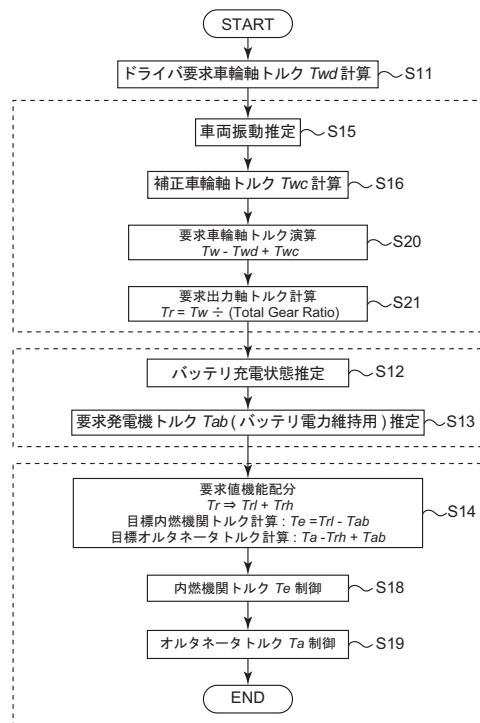 START
ドライバ要求車輪軸トルク Twd 計算
S11
車両振動推定
S15
補正車輪軸トルク Twc 計算
S16
要求車輪軸トルク演算
Tw - Twd + Twc
S20
要求出力軸トルク計算
Tr = Tw ÷ (Total Gear Ratio)
S21
バッテリ充電状態推定
S12
要求発電機トルク Tab ( バッテリ電力維持用 ) 推定
S13
要求値機能配分
Tr ⇒ Trl + Trh
目標内燃機関トルク計算 : Te =Trl - Tab
目標オルタネータトルク計算 : Ta -Trh + Tab
S14
内燃機関トルク Te 制御
S18
オルタネータトルク Ta 制御
S19
END